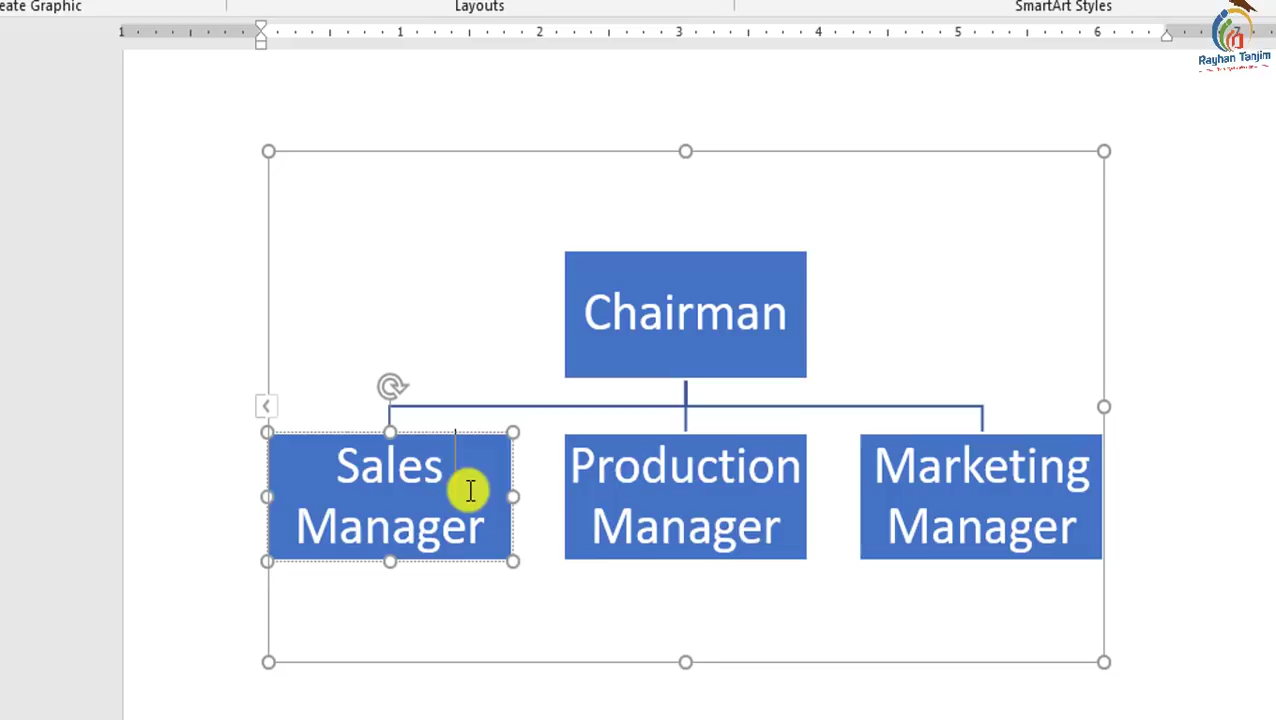 eate Graphic
Layouts
SmartArt Styles
1 1 2 3 4 5 6 7
Rayhan Tanjim
Chairman
Sales
Manager
Production
Manager
Marketing
Manager